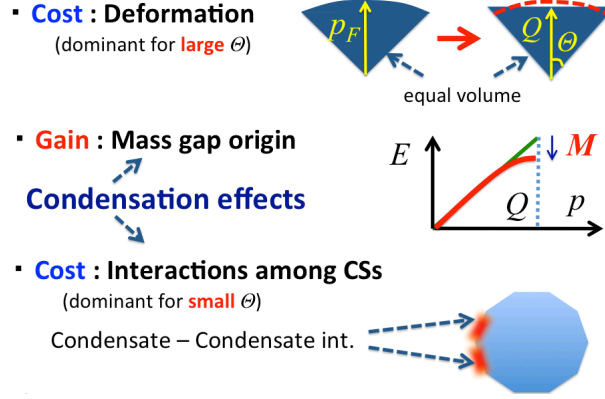 · Cost : Deformation
(dominant for large Θ)
p_F
Q
Θ
equal volume
· Gain : Mass gap origin
E
M
Q
p
Condensation effects
· Cost : Interactions among CSs
(dominant for small Θ)
Condensate – Condensate int.